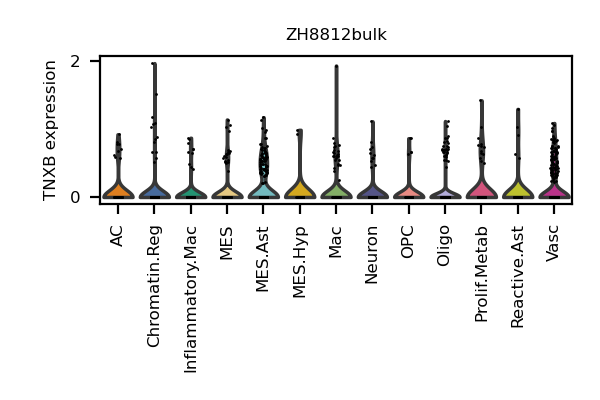 ZH8812bulk
TNXB expression
2
0
AC
Chromatin.Reg
Inflammatory.Mac
MES
MES.Ast
MES.Hyp
Mac
Neuron
OPC
Oligo
Prolif.Metab
Reactive.Ast
Vasc